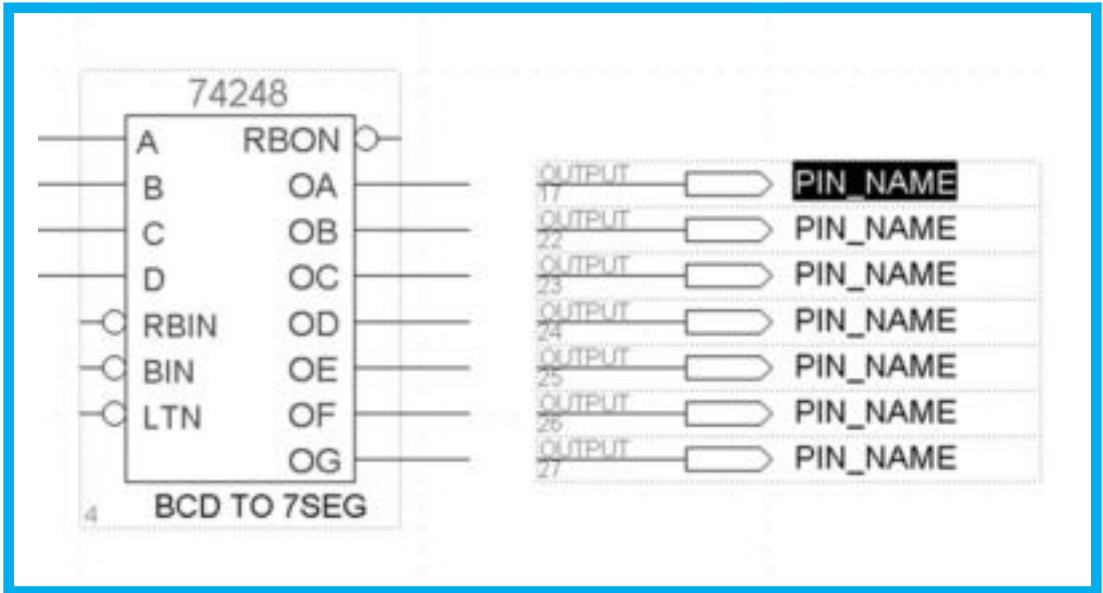 74248
A RBON
B OA
C OB
D OC
RBIN OD
BIN OE
LTN OF
OG
BCD TO 7SEG
4
OUTPUT PIN_NAME
17
OUTPUT PIN_NAME
22
OUTPUT PIN_NAME
23
OUTPUT PIN_NAME
24
OUTPUT PIN_NAME
25
OUTPUT PIN_NAME
26
OUTPUT PIN_NAME
27